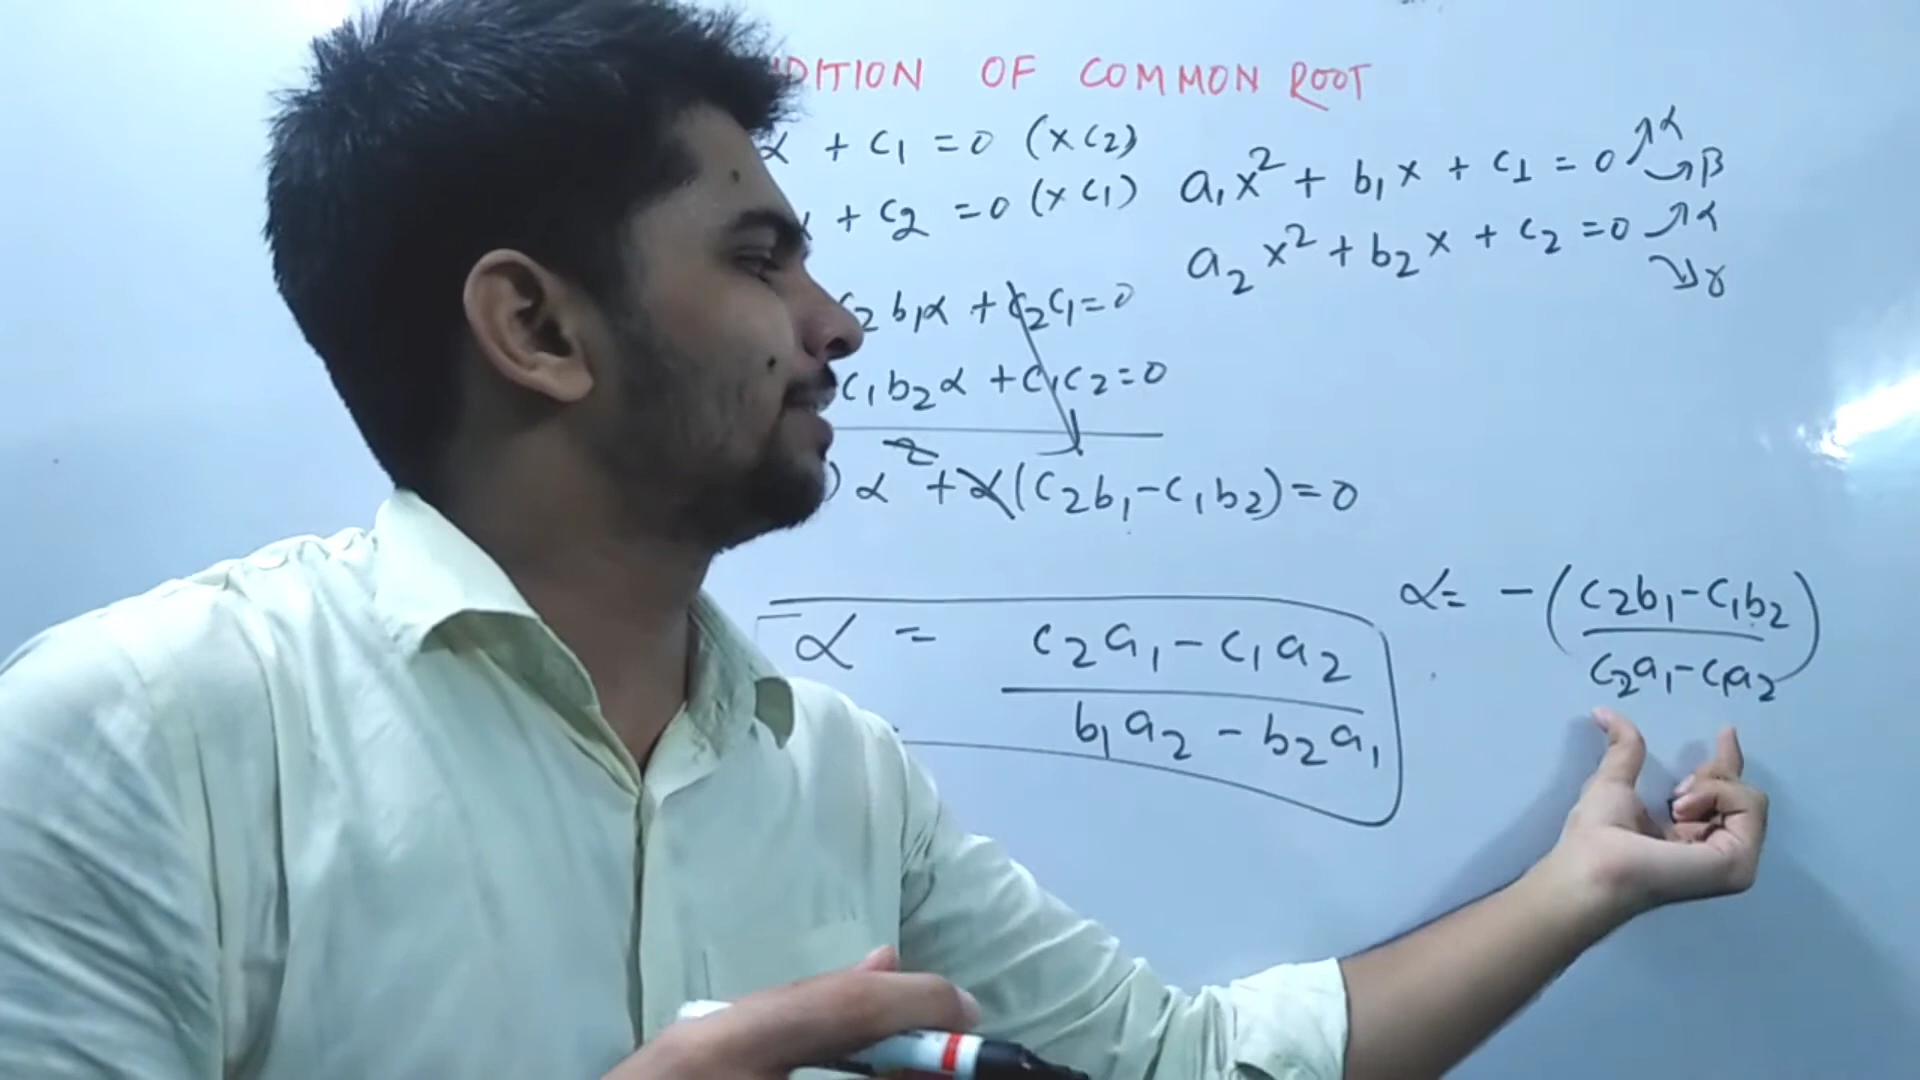 DITION OF COMMON ROOT
α + c₁ = 0 (x c₂)
+ c₂ = 0 (x c₁)
a₁x² + b₁x + c₁ = 0 α
β
a₂x² + b₂x + c₂ = 0 α
γ
c₂b₁α + c₂c₁ = 0
c₁b₂α + c₁c₂ = 0
) α² + α(c₂b₁ - c₁b₂) = 0
α = c₂a₁ - c₁a₂
b₁a₂ - b₂a₁
α = - (c₂b₁ - c₁b₂)
c₂a₁ - c₁a₂